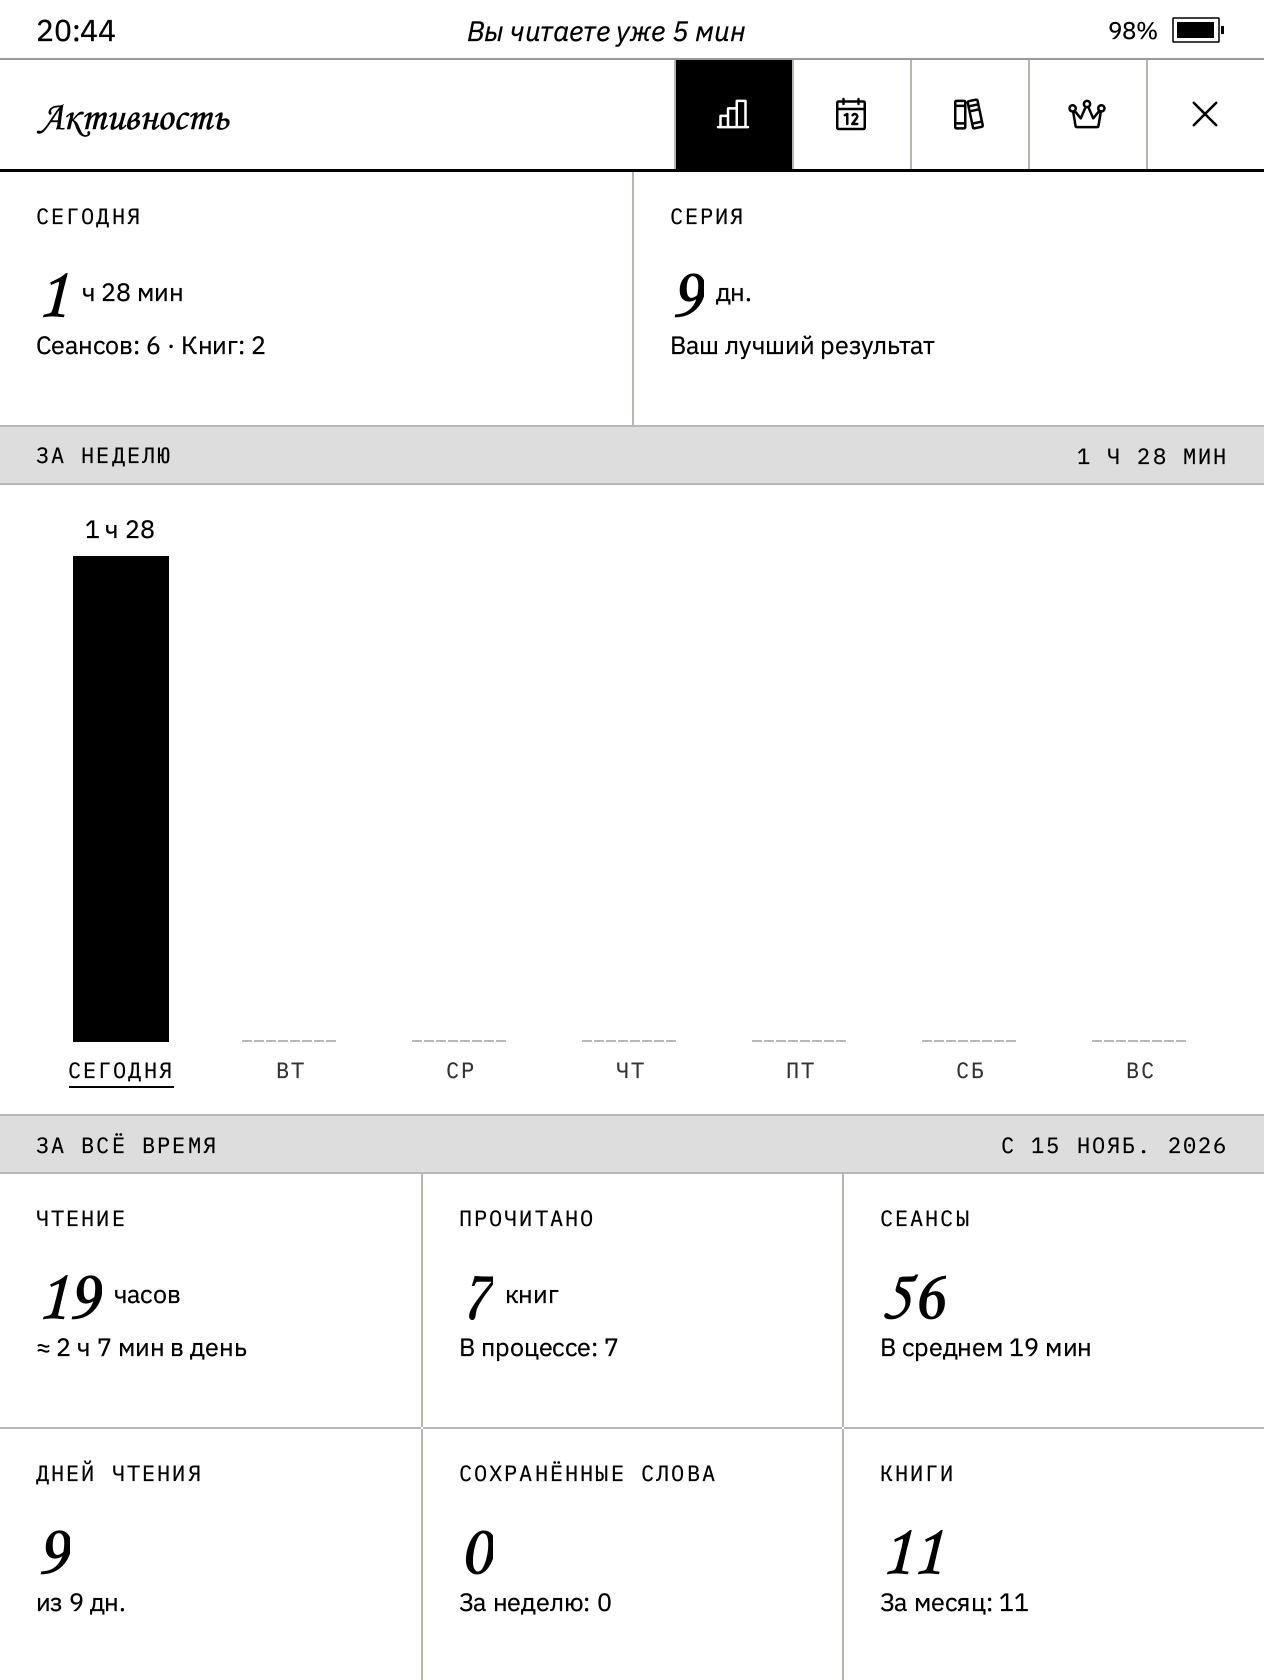 20:44 Вы читаете уже 5 мин 98%
Активность 12
СЕГОДНЯ
1 ч 28 мин
Сеансов: 6 · Книг: 2
СЕРИЯ
9 дн.
Ваш лучший результат
ЗА НЕДЕЛЮ 1 Ч 28 МИН
1 ч 28
СЕГОДНЯ ВТ СР ЧТ ПТ СБ ВС
ЗА ВСЁ ВРЕМЯ С 15 НОЯБ. 2026
ЧТЕНИЕ
19 часов
≈ 2 ч 7 мин в день
ПРОЧИТАНО
7 книг
В процессе: 7
СЕАНСЫ
56
В среднем 19 мин
ДНЕЙ ЧТЕНИЯ
9
из 9 дн.
СОХРАНЁННЫЕ СЛОВА
0
За неделю: 0
КНИГИ
11
За месяц: 11